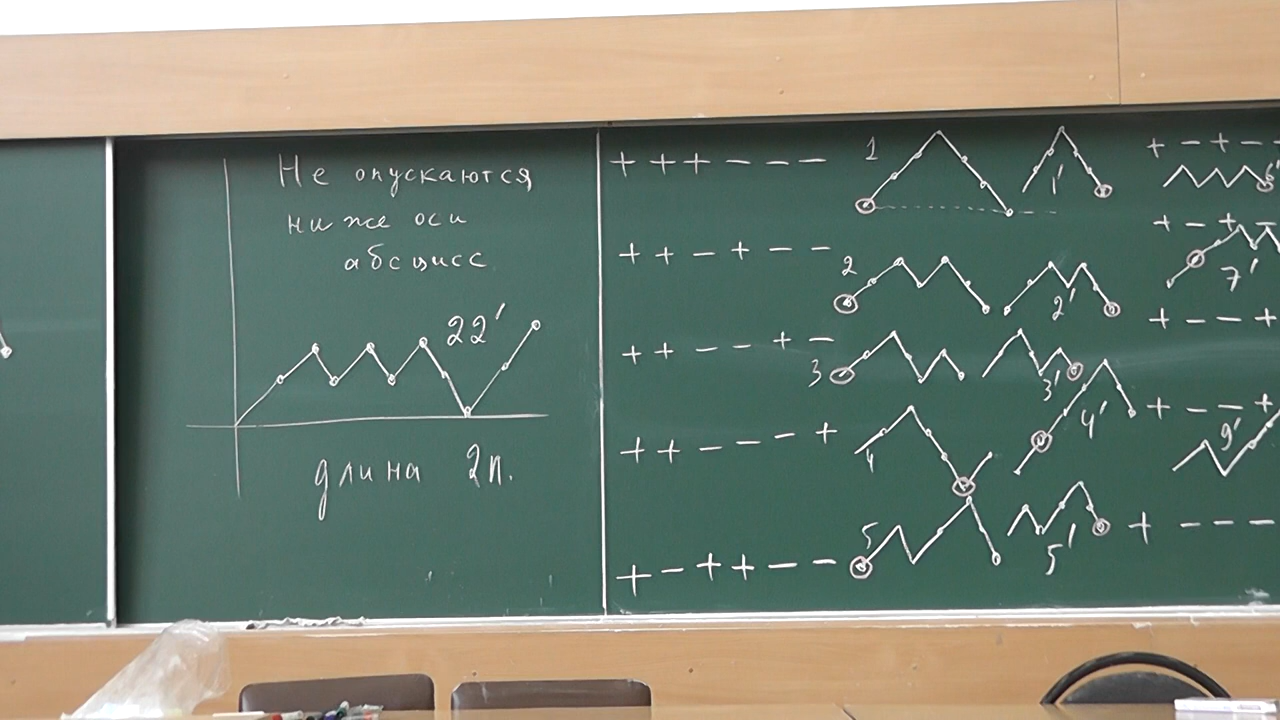 Не опускаются
ниже оси
абсцисс
22'
длина 2n.
+ + + - - - 1 1'
+ + - + - - 2 2'
+ + - - + - 3 3'
+ + - - - + 4 4'
+ - + + - - 5 5'
+ - + - + - 6'
+ - + - 7'
+ - - +
+ - - + 9'
+ - - -